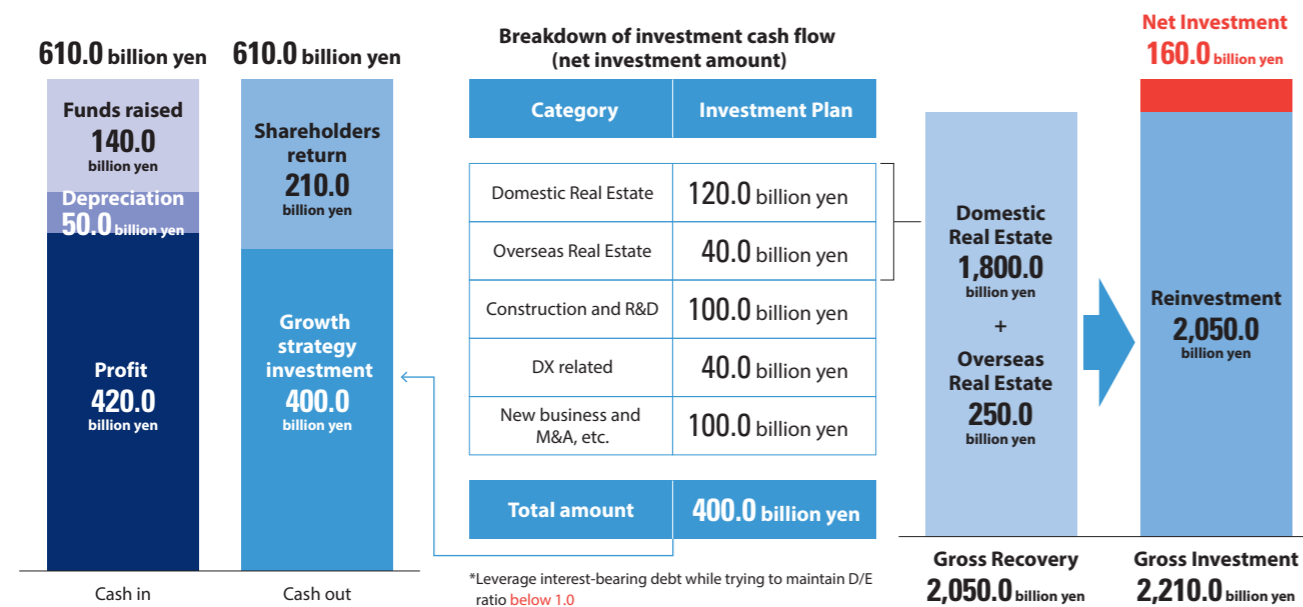 610.0 billion yen
Funds raised
140.0
billion yen
Depreciation
50.0 billion yen
Profit
420.0
billion yen
Cash in
610.0 billion yen
Shareholders
return
210.0
billion yen
Growth
strategy
investment
400.0
billion yen
Cash out
Breakdown of investment cash flow
(net investment amount)
Category Investment Plan
Domestic Real Estate 120.0 billion yen
Overseas Real Estate 40.0 billion yen
Construction and R&D 100.0 billion yen
DX related 40.0 billion yen
New business and
M&A, etc.
100.0 billion yen
Total amount 400.0 billion yen
*Leverage interest-bearing debt while trying to maintain D/E
ratio below 1.0
Domestic
Real Estate
1,800.0
billion yen
+
Overseas
Real Estate
250.0
billion yen
Gross Recovery
2,050.0 billion yen
Net Investment
160.0 billion yen
Reinvestment
2,050.0
billion yen
Gross Investment
2,210.0 billion yen